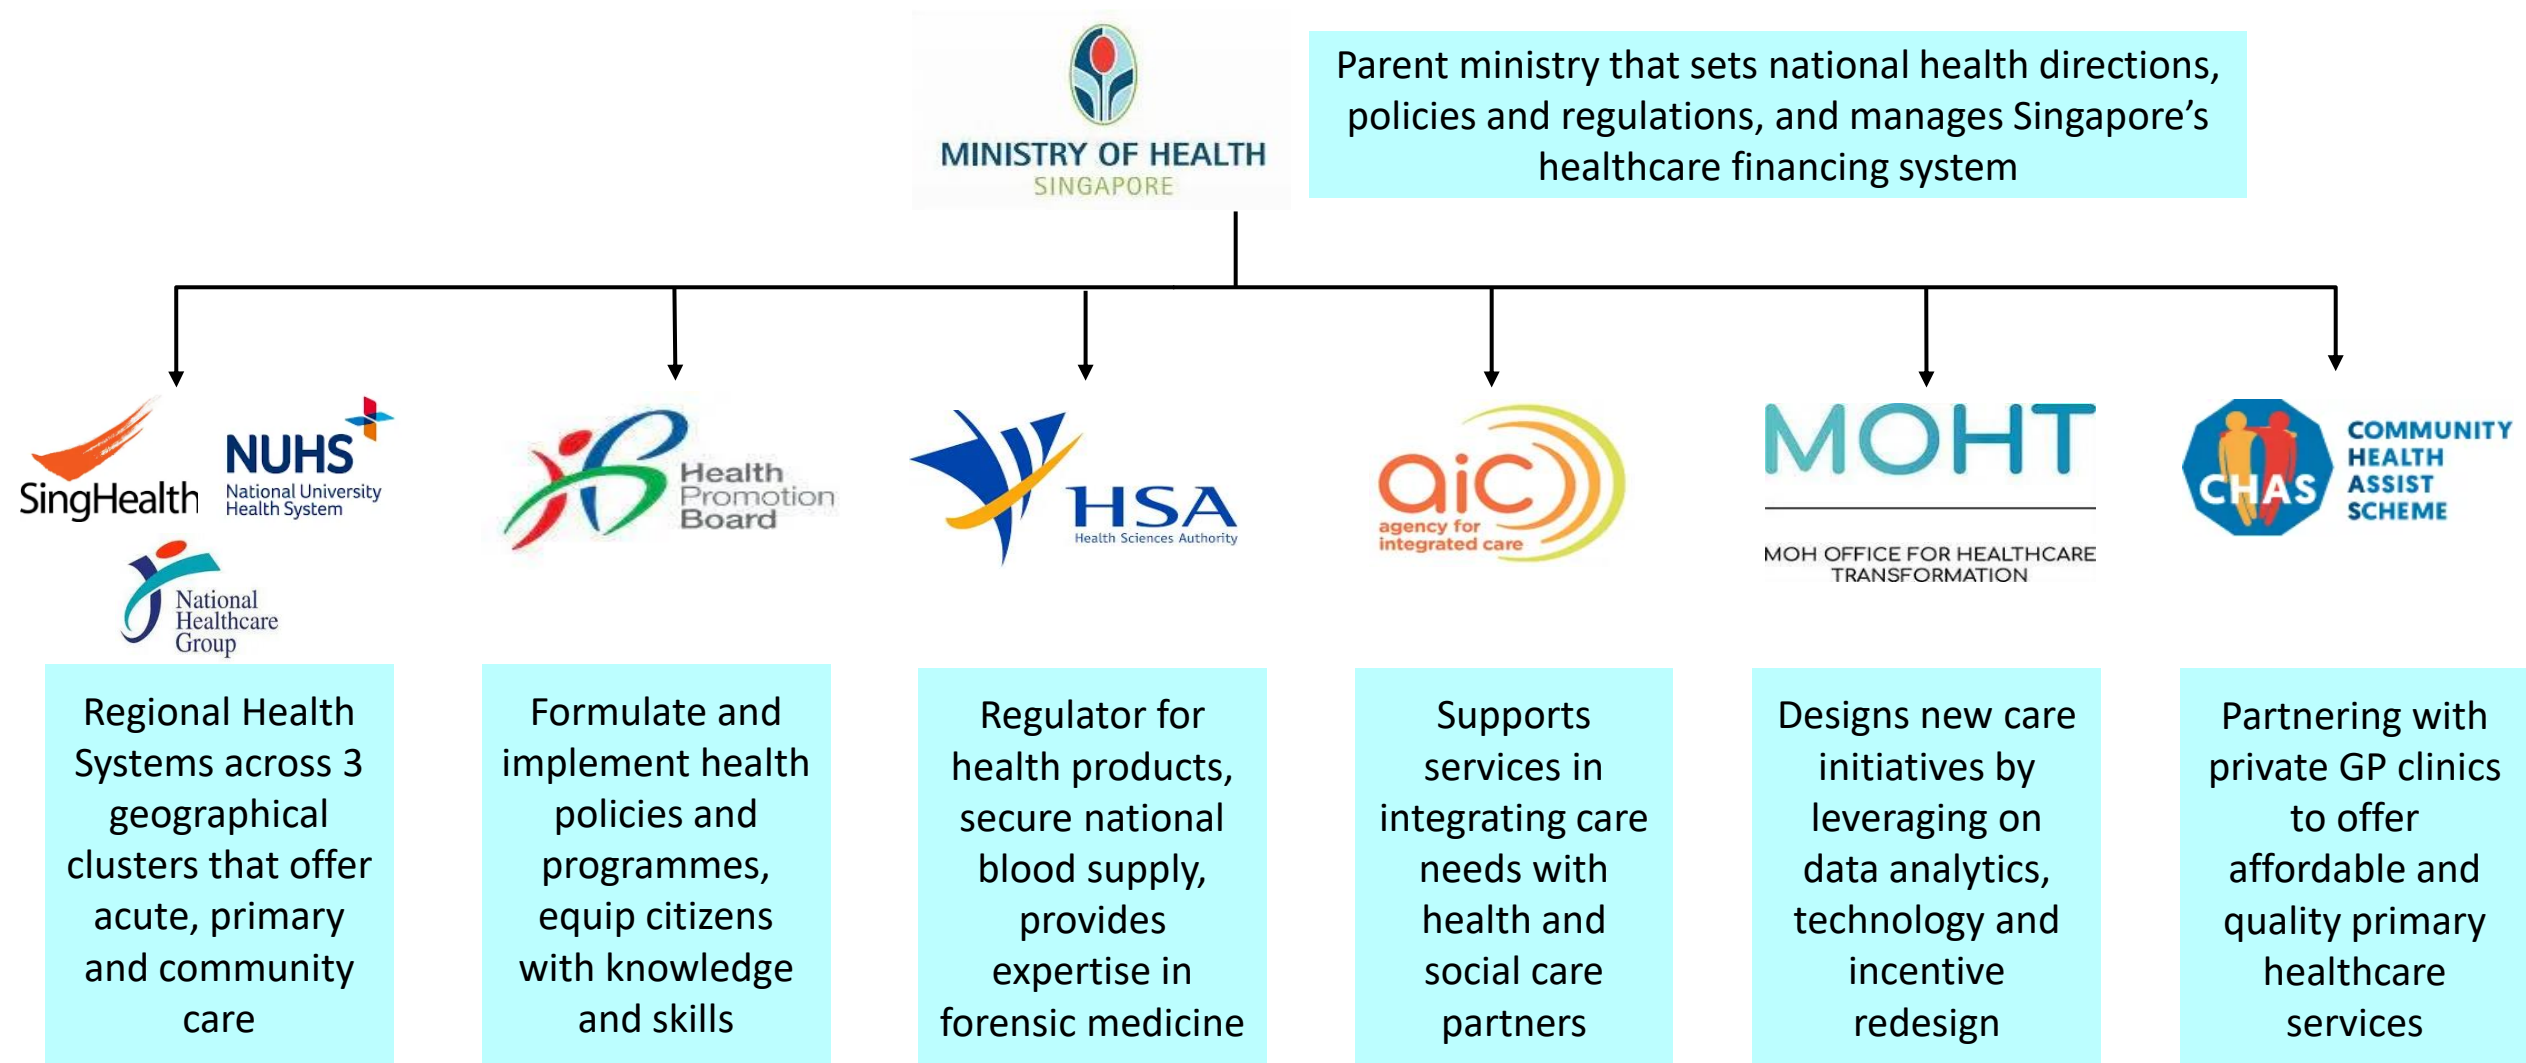 MINISTRY OF HEALTH
SINGAPORE
Parent ministry that sets national health directions,
policies and regulations, and manages Singapore’s
healthcare financing system
SingHealth
NUHS
National University
Health System
National
Healthcare
Group
Health
Promotion
Board
HSA
Health Sciences Authority
aic
agency for
integrated care
MOHT
MOH OFFICE FOR HEALTHCARE
TRANSFORMATION
CHAS
COMMUNITY
HEALTH
ASSIST
SCHEME
Regional Health
Systems across 3
geographical
clusters that offer
acute, primary
and community
care
Formulate and
implement health
policies and
programmes,
equip citizens
with knowledge
and skills
Regulator for
health products,
secure national
blood supply,
provides
expertise in
forensic medicine
Supports
services in
integrating care
needs with
health and
social care
partners
Designs new care
initiatives by
leveraging on
data analytics,
technology and
incentive
redesign
Partnering with
private GP clinics
to offer
affordable and
quality primary
healthcare
services